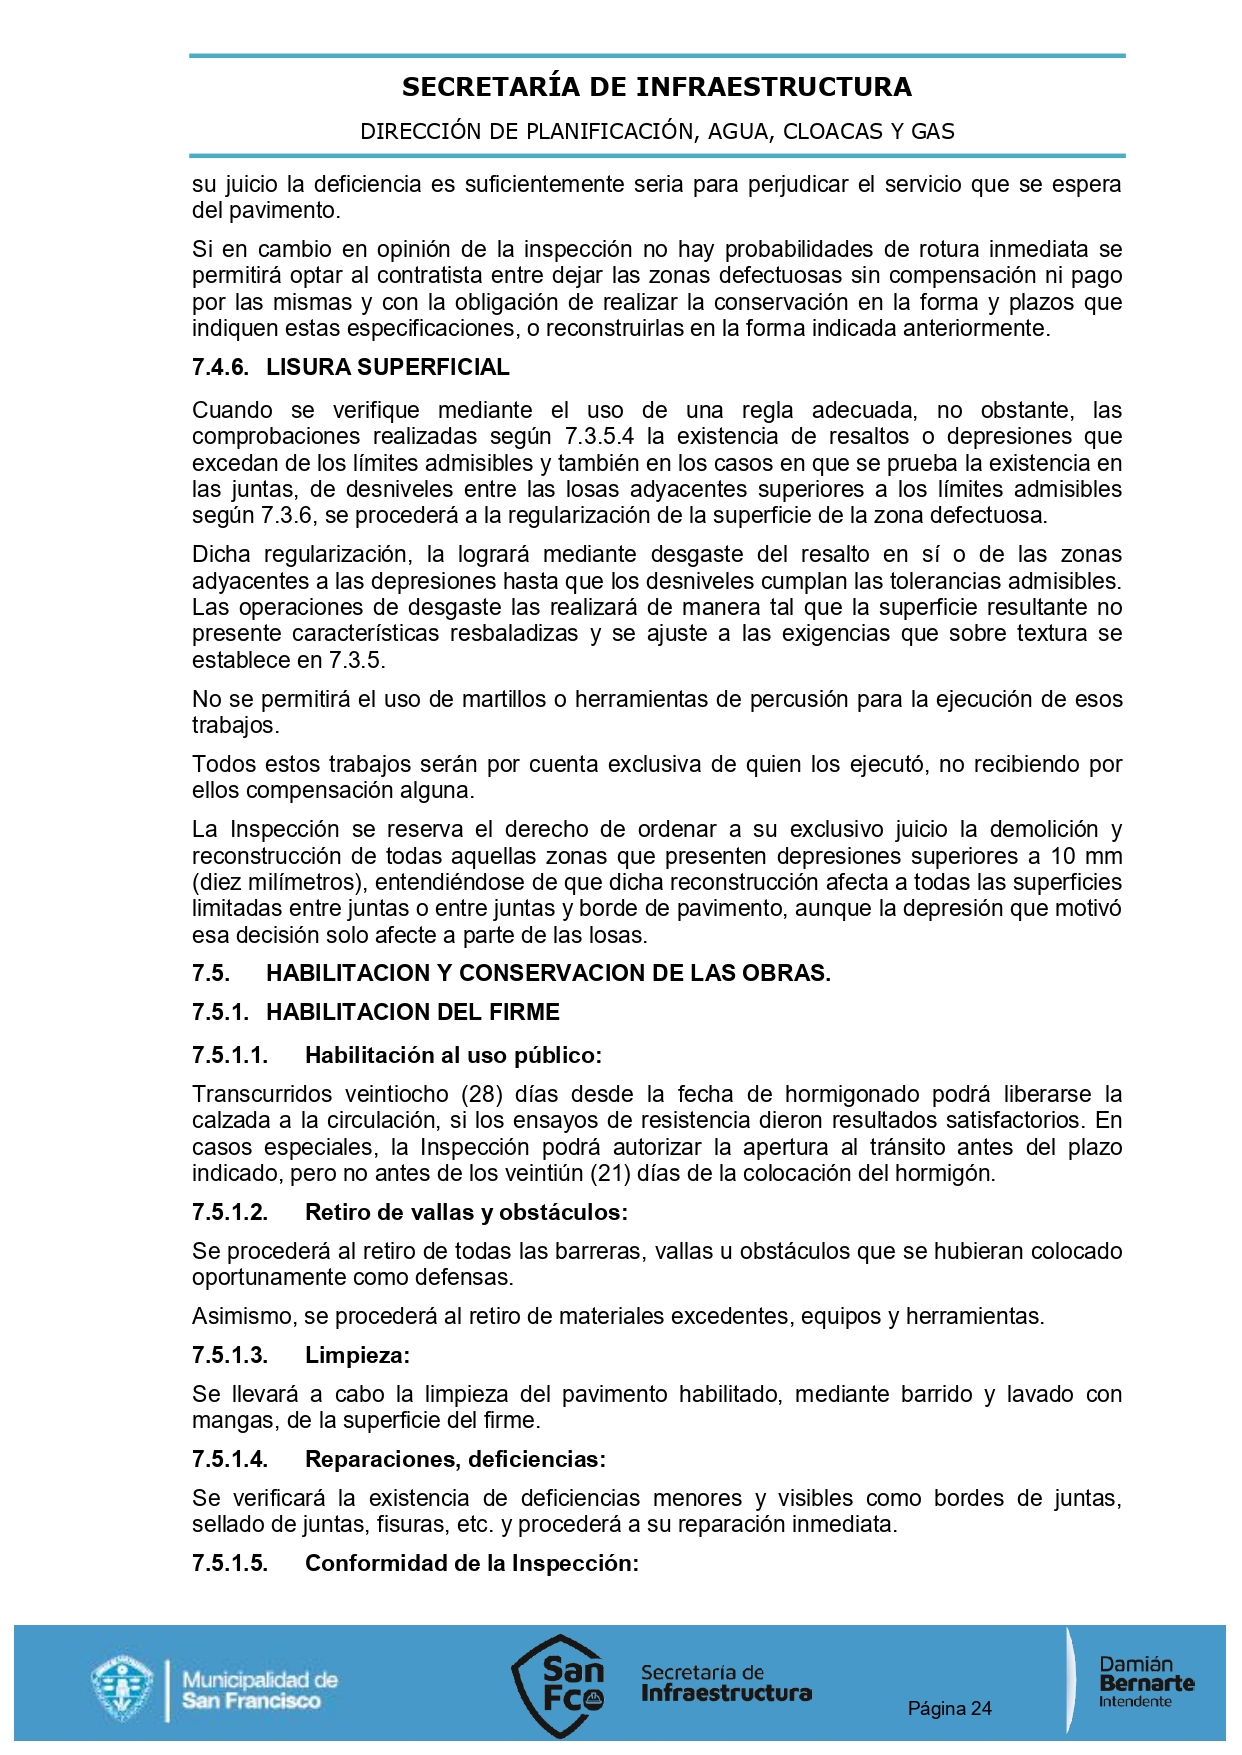 SECRETARÍA DE INFRAESTRUCTURA
DIRECCIÓN DE PLANIFICACIÓN, AGUA, CLOACAS Y GAS
su juicio la deficiencia es suficientemente seria para perjudicar el servicio que se espera
del pavimento.
Si en cambio en opinión de la inspección no hay probabilidades de rotura inmediata se
permitirá optar al contratista entre dejar las zonas defectuosas sin compensación ni pago
por las mismas y con la obligación de realizar la conservación en la forma y plazos que
indiquen estas especificaciones, o reconstruirlas en la forma indicada anteriormente.
7.4.6. LISURA SUPERFICIAL
Cuando se verifique mediante el uso de una regla adecuada, no obstante, las
comprobaciones realizadas según 7.3.5.4 la existencia de resaltos o depresiones que
excedan de los límites admisibles y también en los casos en que se prueba la existencia en
las juntas, de desniveles entre las losas adyacentes superiores a los límites admisibles
según 7.3.6, se procederá a la regularización de la superficie de la zona defectuosa.
Dicha regularización, la logrará mediante desgaste del resalto en sí o de las zonas
adyacentes a las depresiones hasta que los desniveles cumplan las tolerancias admisibles.
Las operaciones de desgaste las realizará de manera tal que la superficie resultante no
presente características resbaladizas y se ajuste a las exigencias que sobre textura se
establece en 7.3.5.
No se permitirá el uso de martillos o herramientas de percusión para la ejecución de esos
trabajos.
Todos estos trabajos serán por cuenta exclusiva de quien los ejecutó, no recibiendo por
ellos compensación alguna.
La Inspección se reserva el derecho de ordenar a su exclusivo juicio la demolición y
reconstrucción de todas aquellas zonas que presenten depresiones superiores a 10 mm
(diez milímetros), entendiéndose de que dicha reconstrucción afecta a todas las superficies
limitadas entre juntas o entre juntas y borde de pavimento, aunque la depresión que motivó
esa decisión solo afecte a parte de las losas.
7.5. HABILITACION Y CONSERVACION DE LAS OBRAS.
7.5.1. HABILITACION DEL FIRME
7.5.1.1. Habilitación al uso público:
Transcurridos veintiocho (28) días desde la fecha de hormigonado podrá liberarse la
calzada a la circulación, si los ensayos de resistencia dieron resultados satisfactorios. En
casos especiales, la Inspección podrá autorizar la apertura al tránsito antes del plazo
indicado, pero no antes de los veintiún (21) días de la colocación del hormigón.
7.5.1.2. Retiro de vallas y obstáculos:
Se procederá al retiro de todas las barreras, vallas u obstáculos que se hubieran colocado
oportunamente como defensas.
Asimismo, se procederá al retiro de materiales excedentes, equipos y herramientas.
7.5.1.3. Limpieza:
Se llevará a cabo la limpieza del pavimento habilitado, mediante barrido y lavado con
mangas, de la superficie del firme.
7.5.1.4. Reparaciones, deficiencias:
Se verificará la existencia de deficiencias menores y visibles como bordes de juntas,
sellado de juntas, fisuras, etc. y procederá a su reparación inmediata.
7.5.1.5. Conformidad de la Inspección:
Municipalidad de
San Francisco
San
Fco
Secretaría de
Infraestructura
Página 24
Damián
Bernarte
Intendente